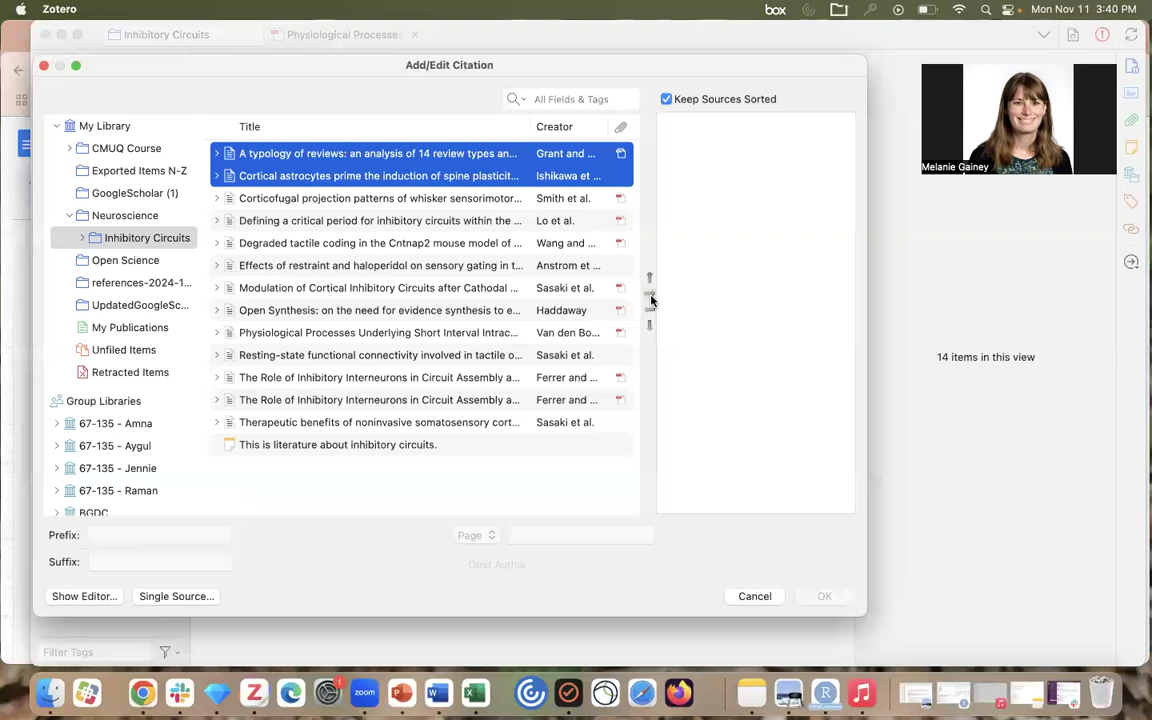 Zotero
box
Mon Nov 11 3:40 PM
Inhibitory Circuits
Physiological Processes
Add/Edit Citation
All Fields & Tags
Keep Sources Sorted
My Library
CMUQ Course
Exported Items N-Z
GoogleScholar (1)
Neuroscience
Inhibitory Circuits
Open Science
references-2024-1...
UpdatedGoogleSc...
My Publications
Unfiled Items
Retracted Items
Group Libraries
67-135 - Amna
67-135 - Aygul
67-135 - Jennie
67-135 - Raman
BGDC
Title Creator
A typology of reviews: an analysis of 14 review types an... Grant and ...
Cortical astrocytes prime the induction of spine plasticit... Ishikawa et ...
Corticofugal projection patterns of whisker sensorimotor... Smith et al.
Defining a critical period for inhibitory circuits within the ... Lo et al.
Degraded tactile coding in the Cntnap2 mouse model of ... Wang and ...
Effects of restraint and haloperidol on sensory gating in t... Anstrom et ...
Modulation of Cortical Inhibitory Circuits after Cathodal ... Sasaki et al.
Open Synthesis: on the need for evidence synthesis to e... Haddaway
Physiological Processes Underlying Short Interval Intrac... Van den Bo...
Resting-state functional connectivity involved in tactile o... Sasaki et al.
The Role of Inhibitory Interneurons in Circuit Assembly a... Ferrer and ...
The Role of Inhibitory Interneurons in Circuit Assembly a... Ferrer and ...
Therapeutic benefits of noninvasive somatosensory cort... Sasaki et al.
This is literature about inhibitory circuits.
Prefix:
Page
Suffix:
Omit Author
Show Editor...
Single Source...
Cancel
OK
Filter Tags
Melanie Gainey
14 items in this view
1
zoom